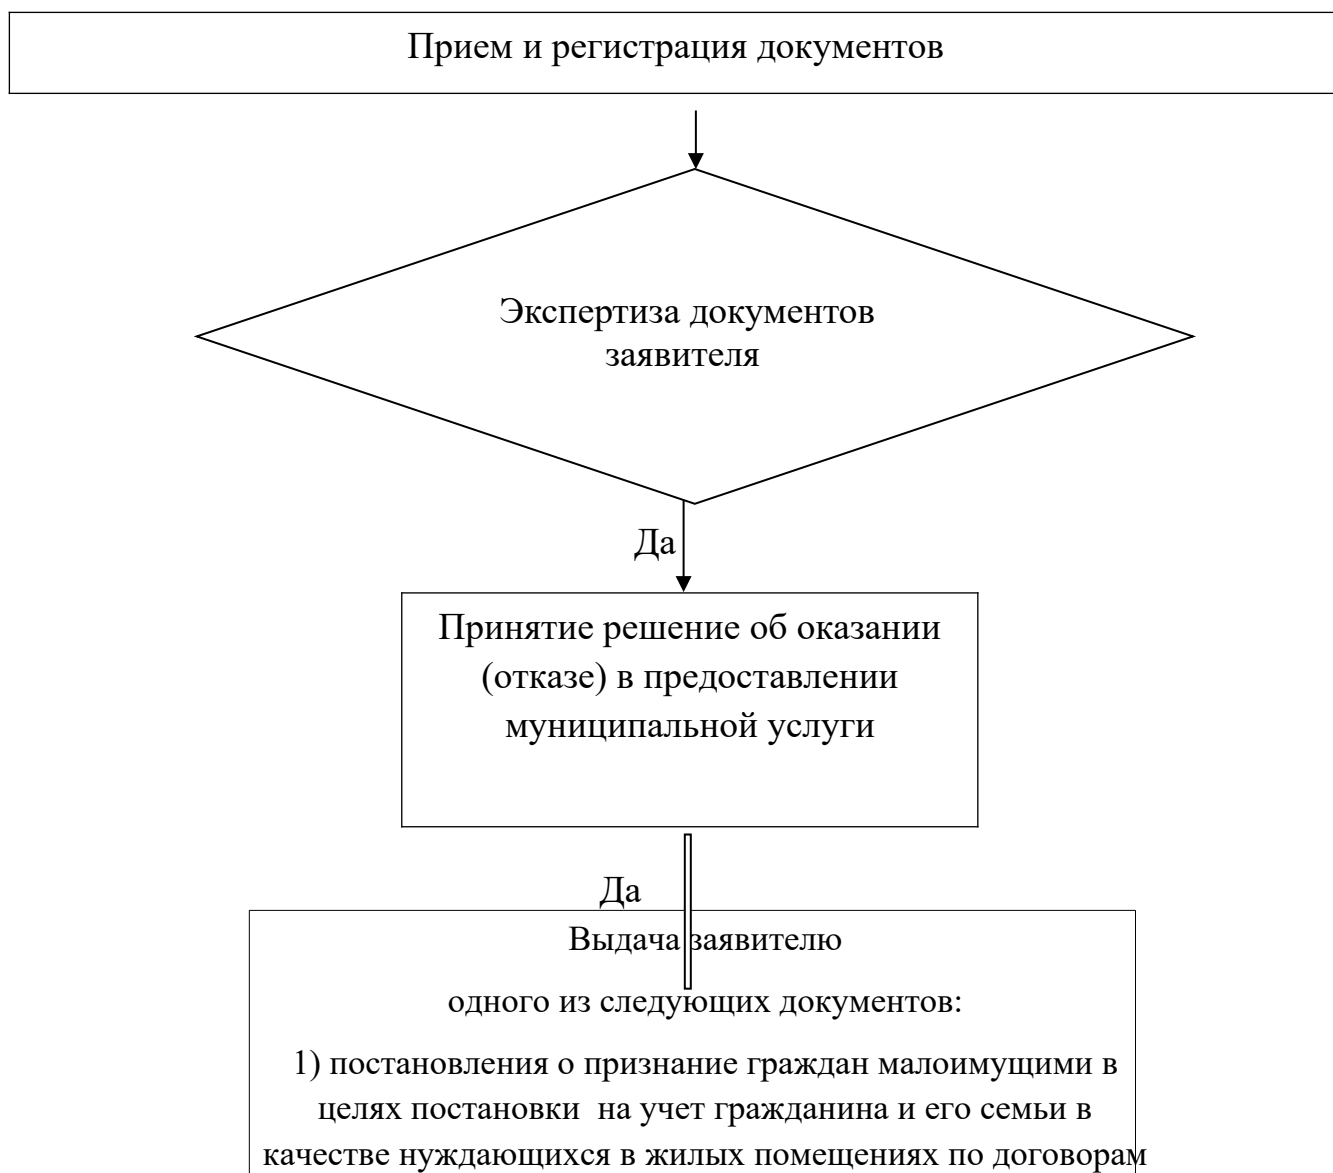 Прием и регистрация документов
Экспертиза документов
заявителя
Да
Принятие решение об оказании
(отказе) в предоставлении
муниципальной услуги
Да
Выдача заявителю
одного из следующих документов:
1) постановления о признание граждан малоимущими в
целях постановки на учет гражданина и его семьи в
качестве нуждающихся в жилых помещениях по договорам